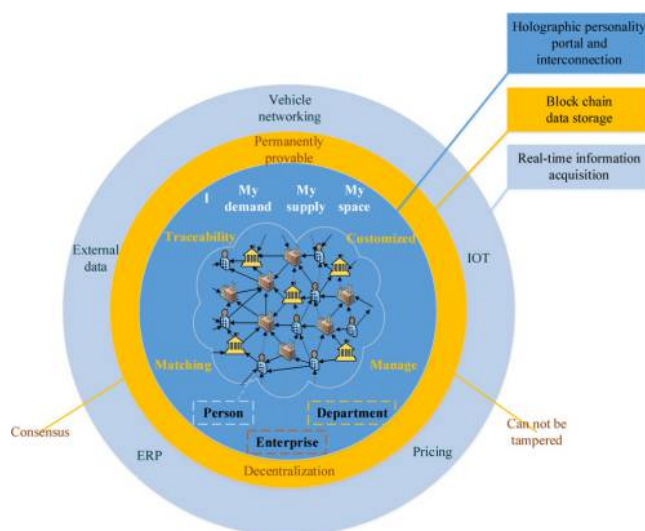 Holographic personality
portal and
interconnection
Block chain
data storage
Real-time information
acquisition
Vehicle networking
Permanently
provable
I
My
demand
My
supply
My
space
Traceability
Customized
External
data
IOT
Matching
Manage
Person
Department
Enterprise
Consensus
Can not be
tampered
ERP
Pricing
Decentralization